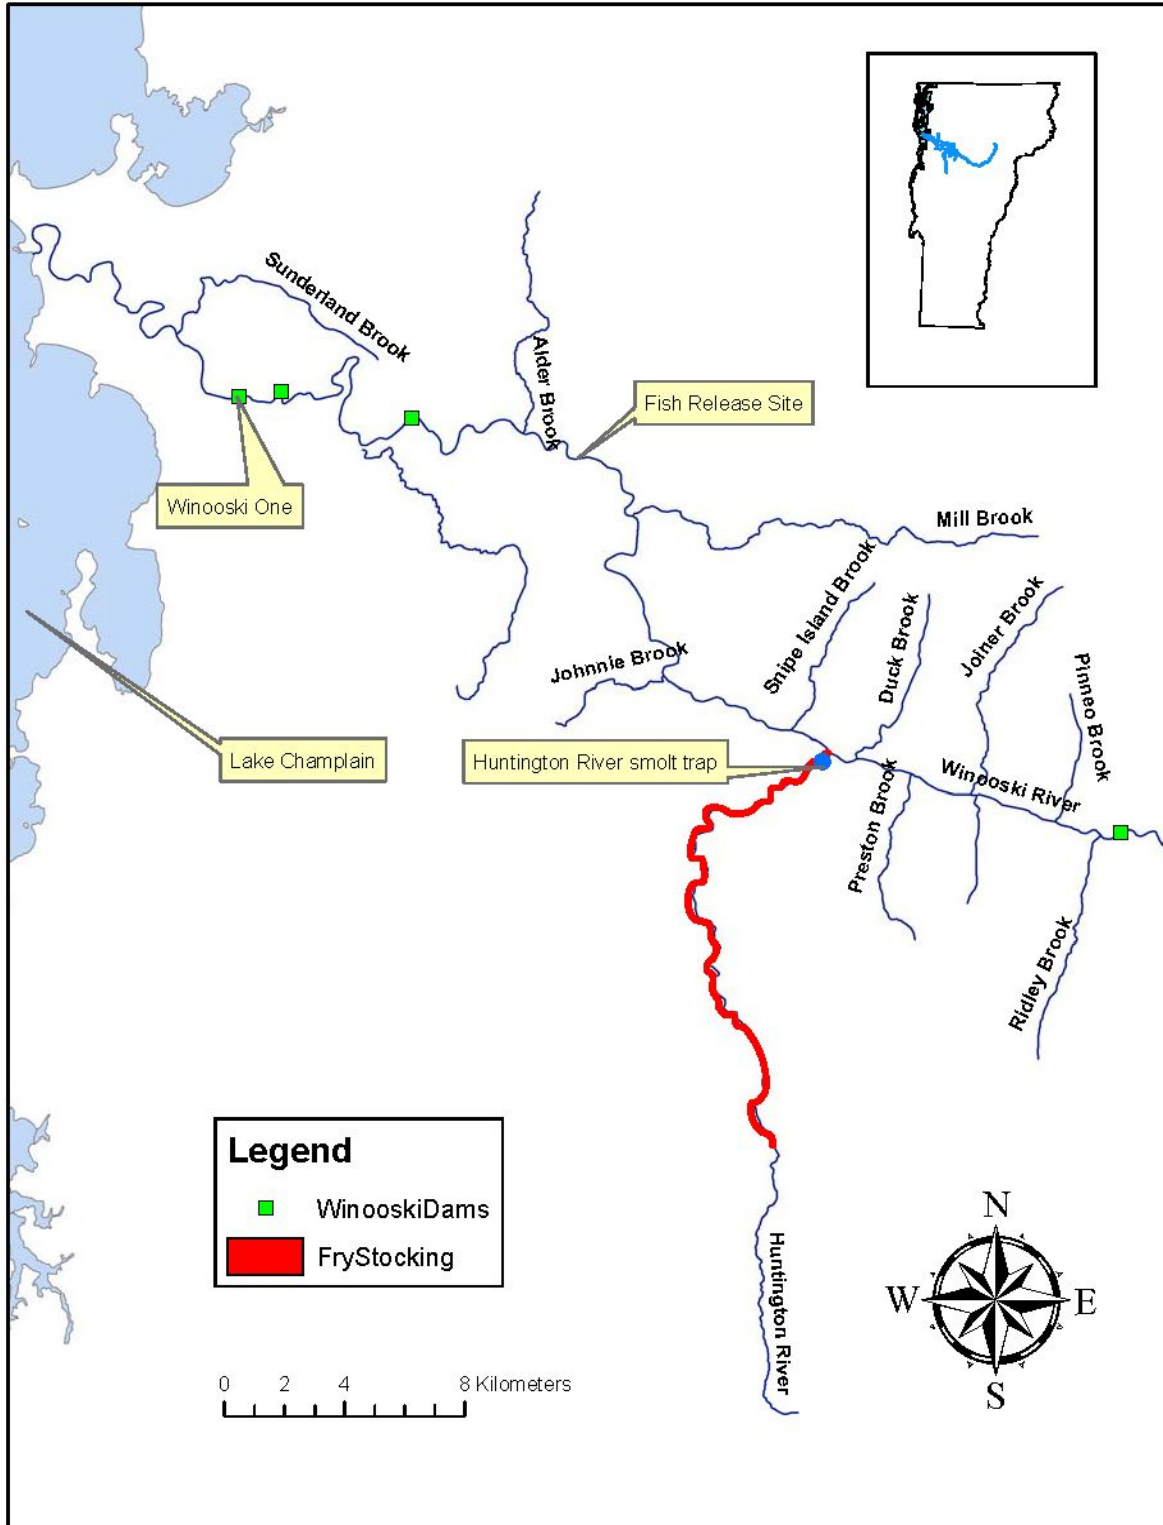 Sunderland Brook
Alder Brook
Fish Release Site
Winooski One
Mill Brook
Snipe Island Brook
Duck Brook
Joiner Brook
Pinneo Brook
Johnnie Brook
Lake Champlain
Huntington River smolt trap
Winooski River
Preston Brook
Ridley Brook
Legend
WinooskiDams
FryStocking
Huntington River
0 2 4 8 Kilometers
N
W E
S